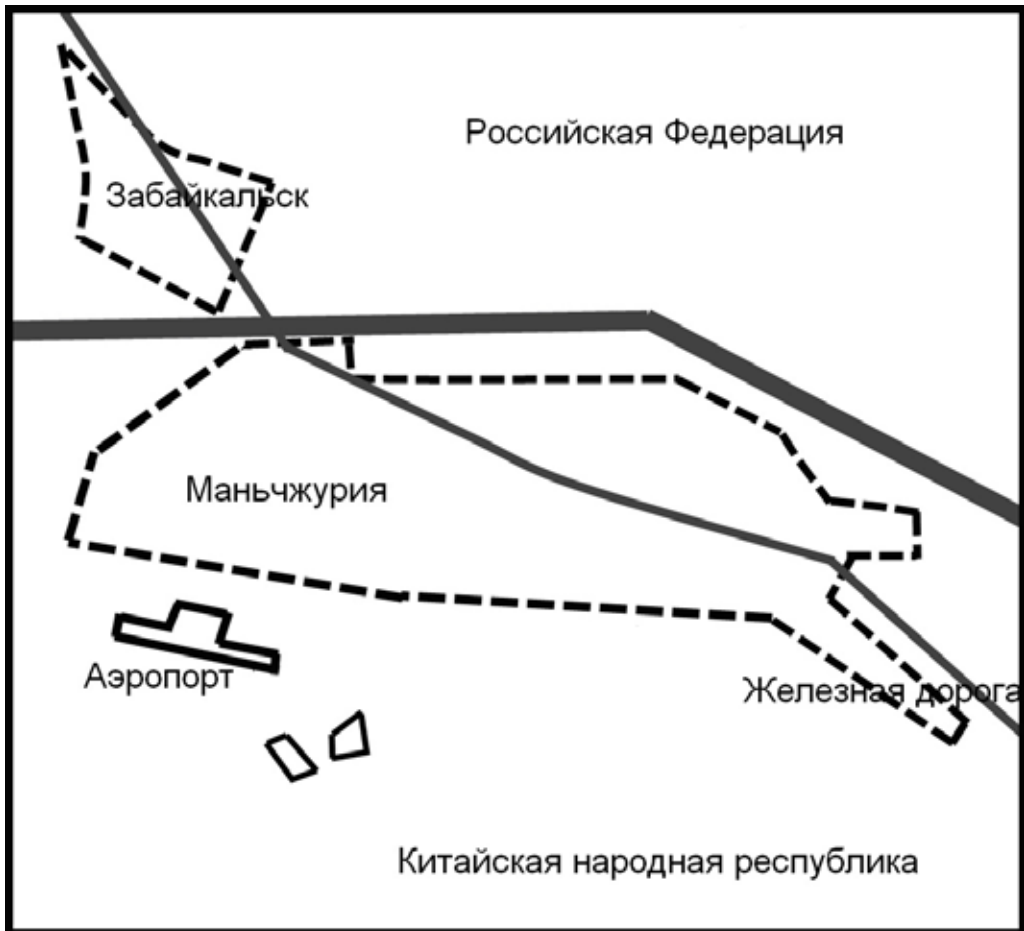 Российская Федерация
Забайкальск
Маньчжурия
Аэропорт
Железная дорога
Китайская народная республика